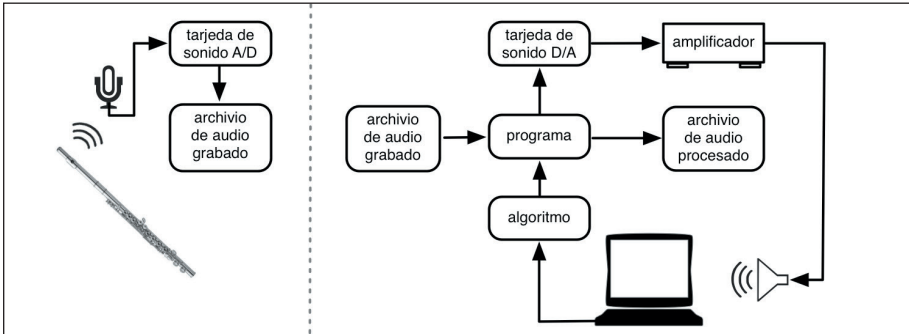 tarjeda de
sonido A/D
archivio
de audio
grabado
tarjeda de
sonido D/A
amplificador
archivio
de audio
grabado
programa
archivio
de audio
procesado
algoritmo